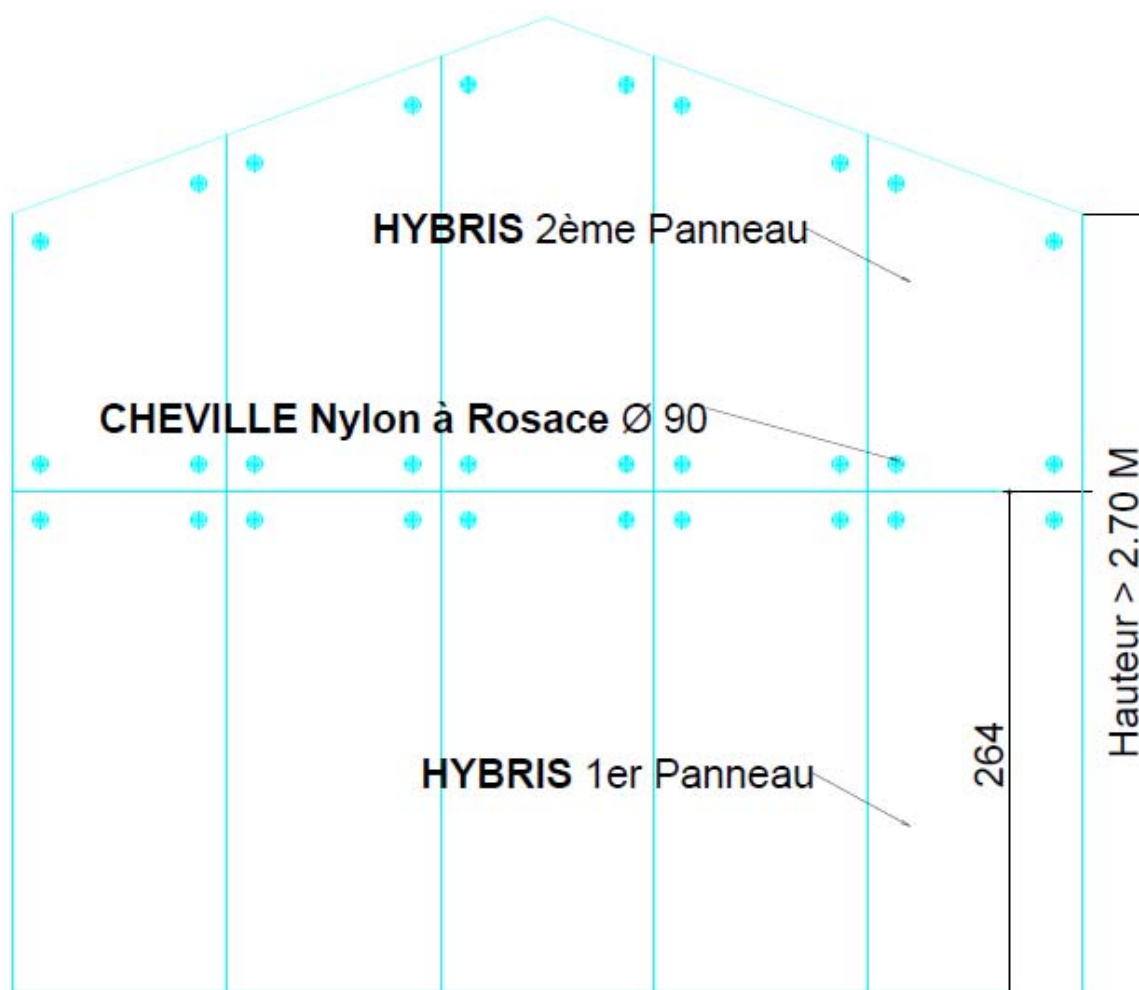 HYBRIS 2ème Panneau
CHEVILLE Nylon à Rosace Ø 90
Hauteur > 2.70 M
264
HYBRIS 1er Panneau